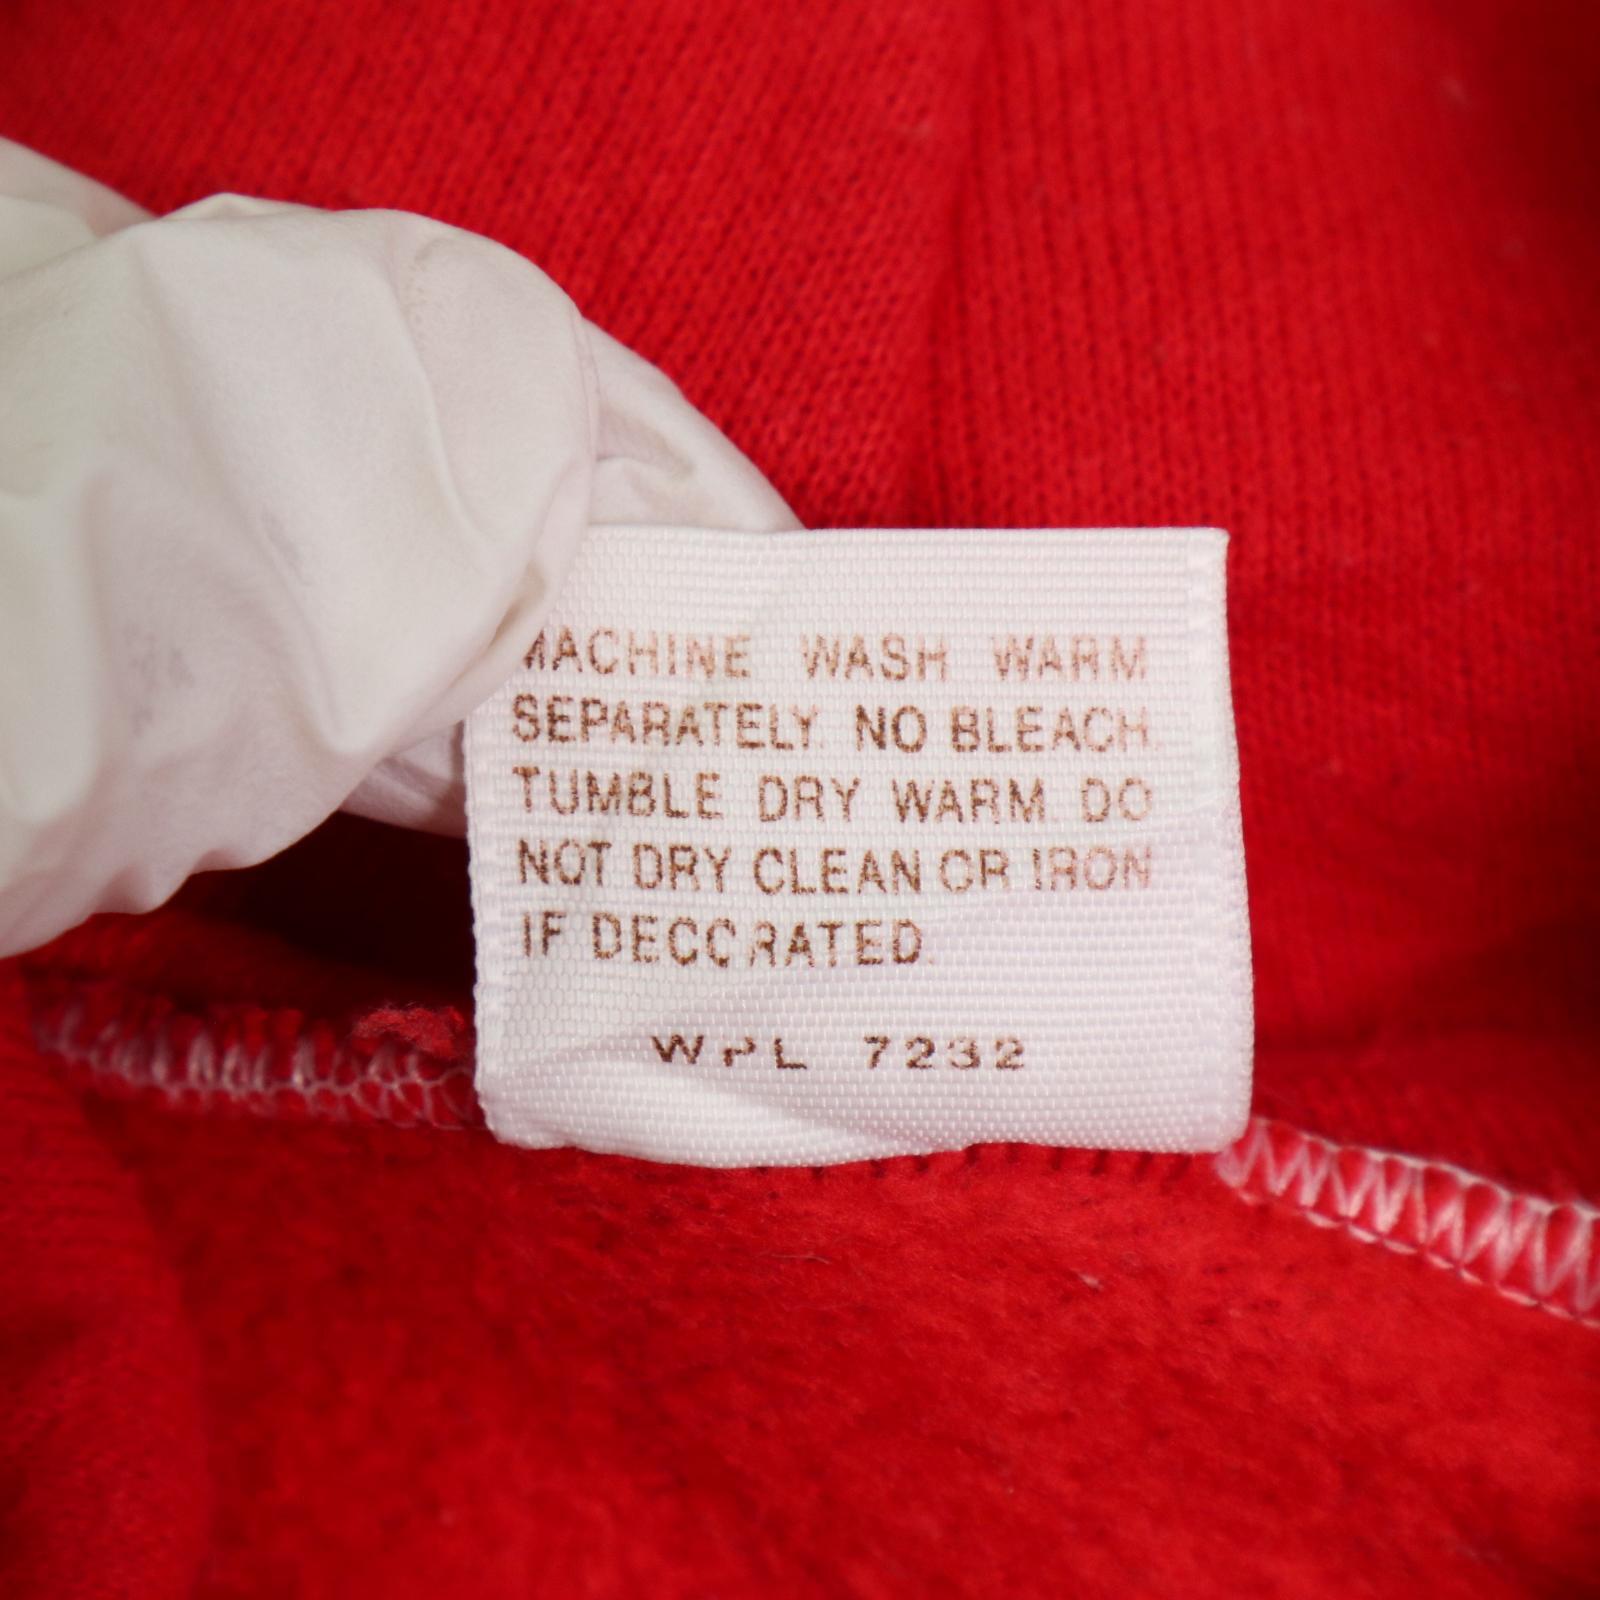 MACHINE WASH WARM
SEPARATELY. NO BLEACH.
TUMBLE DRY WARM. DO
NOT DRY CLEAN OR IRON
IF DECORATED.
WPL 7232